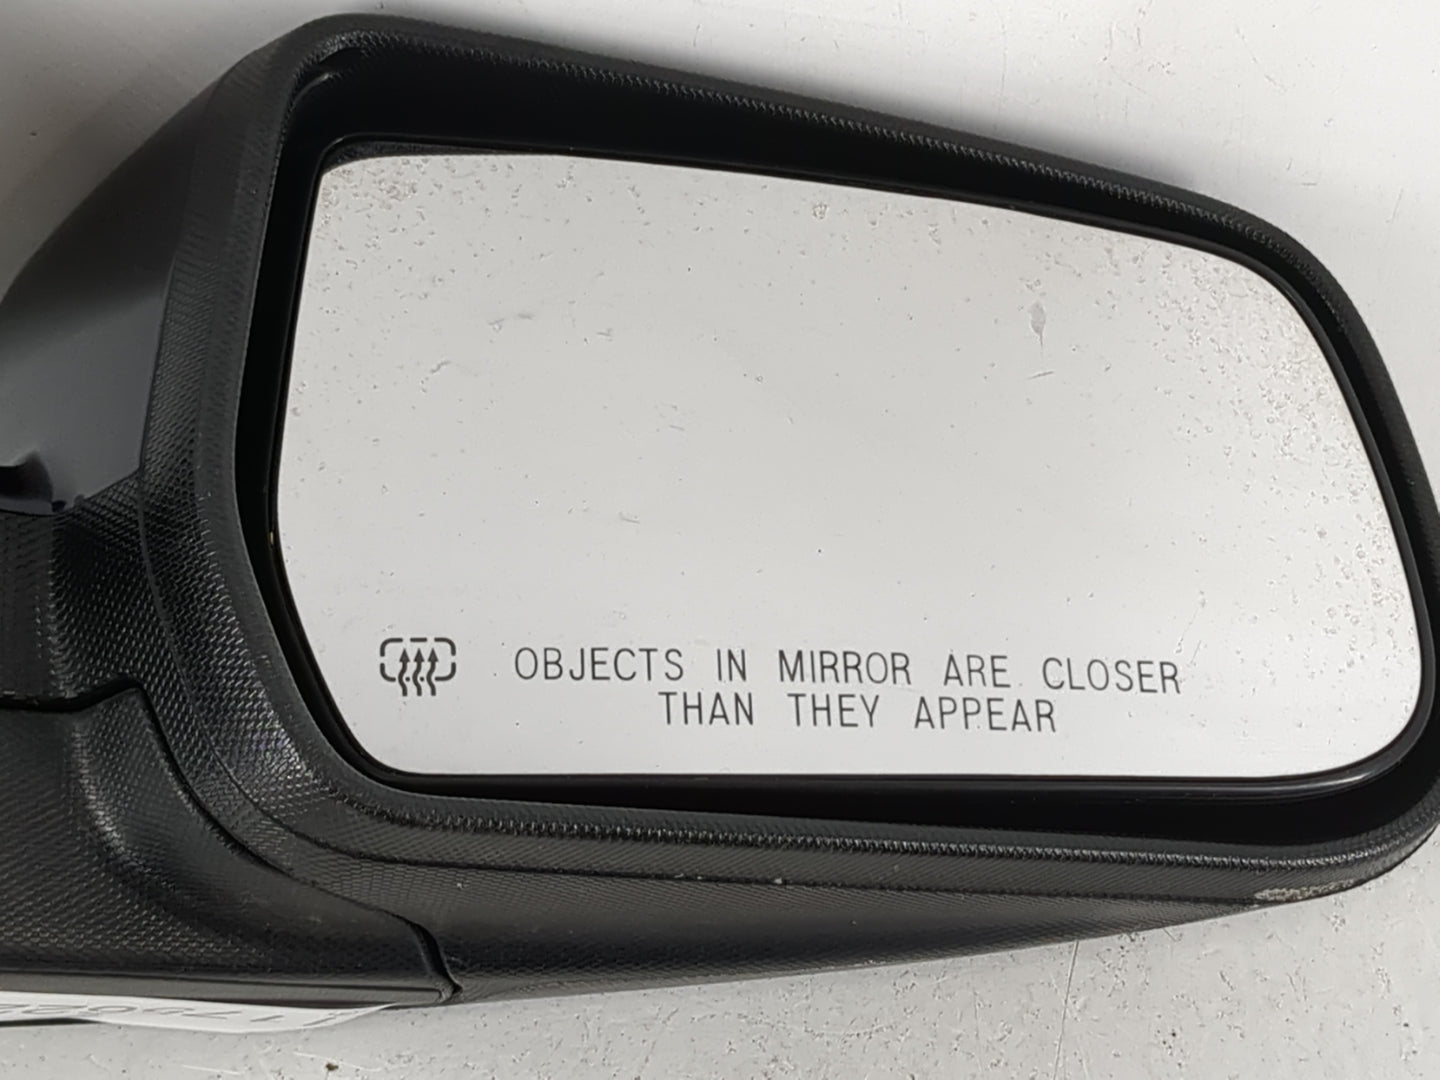 OBJECTS IN MIRROR ARE CLOSER
THAN THEY APPEAR